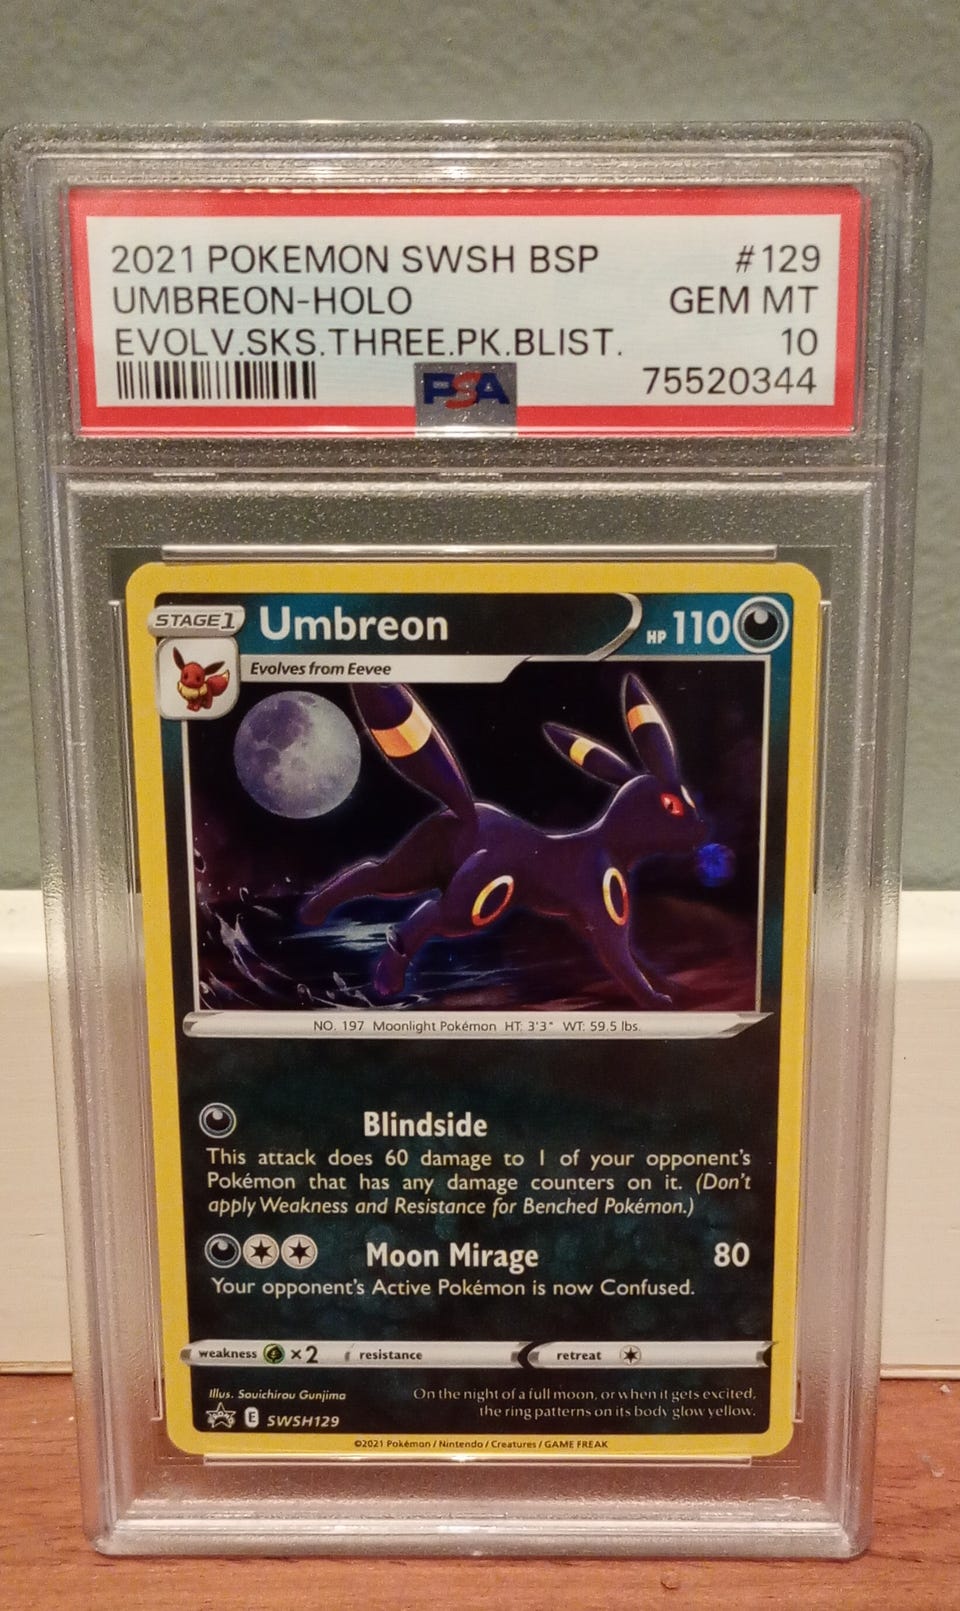 2021 POKEMON SWSH BSP #129
UMBREON-HOLO GEM MT
EVOLV.SKS.THREE.PK.BLIST. 10
PSA 75520344
STAGE 1 Umbreon HP 110
Evolves from Eevee
NO. 197 Moonlight Pokémon HT: 3'3" WT: 59.5 lbs.
Blindside
This attack does 60 damage to 1 of your opponent's
Pokémon that has any damage counters on it. (Don't
apply Weakness and Resistance for Benched Pokémon.)
Moon Mirage 80
Your opponent's Active Pokémon is now Confused.
weakness ×2 resistance retreat
Illus. Souichirou Gunjima
On the night of a full moon, or when it gets excited,
the ring patterns on its body glow yellow.
E SWSH129
©2021 Pokémon / Nintendo / Creatures / GAME FREAK